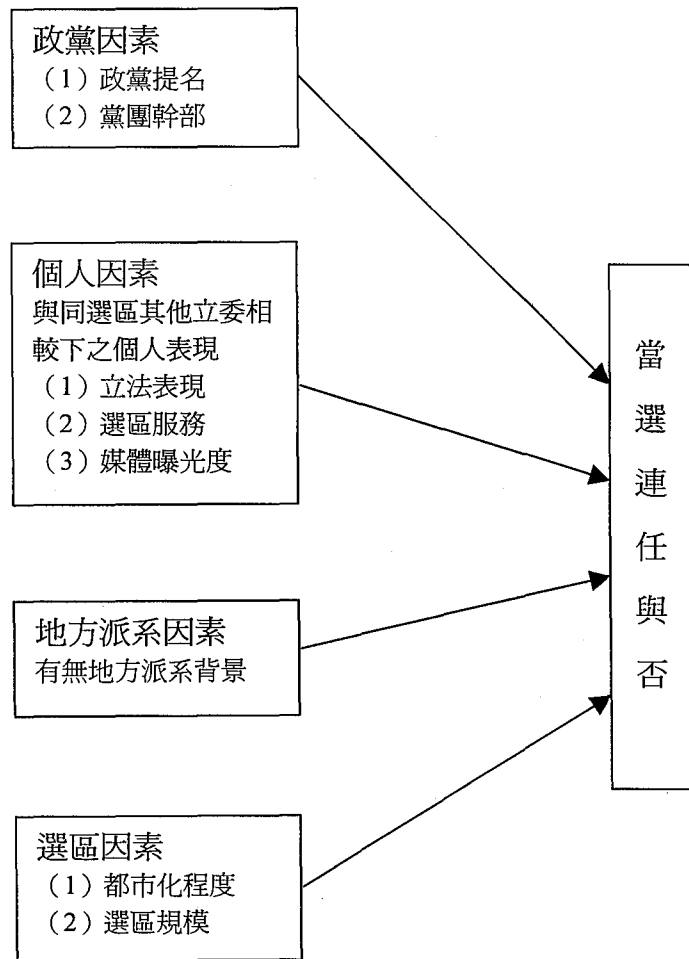 政黨因素
（1）政黨提名
（2）黨團幹部
個人因素
與同選區其他立委相
較下之個人表現
（1）立法表現
（2）選區服務
（3）媒體曝光度
地方派系因素
有無地方派系背景
選區因素
（1）都市化程度
（2）選區規模
當選連任與否